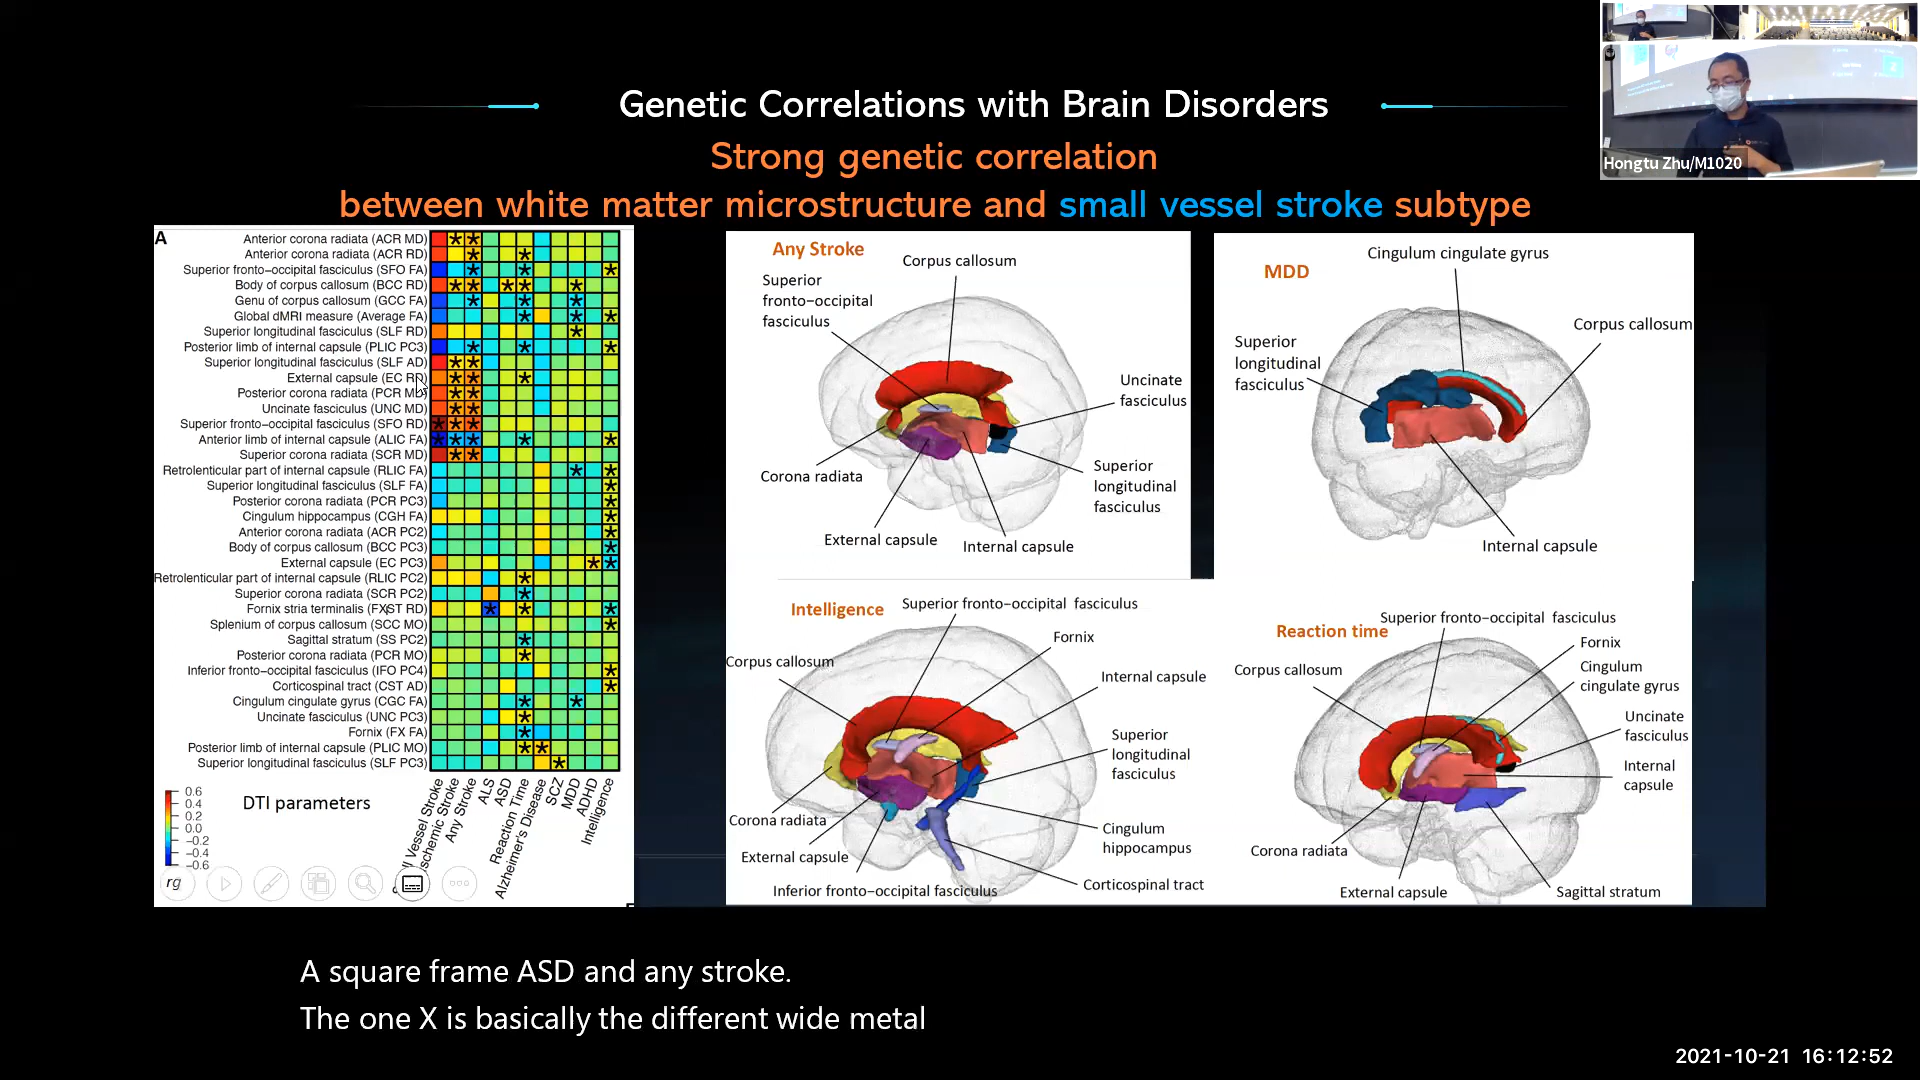 Genetic Correlations with Brain Disorders
Strong genetic correlation
between white matter microstructure and small vessel stroke subtype
Hongtu Zhu/M1020
A
Anterior corona radiata (ACR MD)
Anterior corona radiata (ACR RD)
Superior fronto-occipital fasciculus (SFO FA)
Body of corpus callosum (BCC RD)
Genu of corpus callosum (GCC FA)
Global dMRI measure (Average FA)
Superior longitudinal fasciculus (SLF RD)
Posterior limb of internal capsule (PLIC PC3)
Superior longitudinal fasciculus (SLF AD)
External capsule (EC RD)
Posterior corona radiata (PCR MD)
Uncinate fasciculus (UNC MD)
Superior fronto-occipital fasciculus (SFO RD)
Anterior limb of internal capsule (ALIC FA)
Superior corona radiata (SCR MD)
Retrolenticular part of internal capsule (RLIC FA)
Superior longitudinal fasciculus (SLF FA)
Posterior corona radiata (PCR PC3)
Cingulum hippocampus (CGH FA)
Anterior corona radiata (ACR PC2)
Body of corpus callosum (BCC PC3)
External capsule (EC PC3)
Retrolenticular part of internal capsule (RLIC PC2)
Superior corona radiata (SCR PC2)
Fornix stria terminalis (FXST RD)
Splenium of corpus callosum (SCC MO)
Sagittal stratum (SS PC2)
Posterior corona radiata (PCR MO)
Inferior fronto-occipital fasciculus (IFO PC4)
Corticospinal tract (CST AD)
Cingulum cingulate gyrus (CGC FA)
Uncinate fasciculus (UNC PC3)
Fornix (FX FA)
Posterior limb of internal capsule (PLIC MO)
Superior longitudinal fasciculus (SLF PC3)
Vessel Stroke
Stroke
Any Stroke
ALS
ASD
Reaction Time
Alzheimer's Disease
SCZ
MDD
ADHD
Intelligence
DTI parameters
0.6
0.4
0.2
0.0
-0.2
-0.4
-0.6
rg
Any Stroke
Corpus callosum
Superior
fronto-occipital
fasciculus
Uncinate
fasciculus
Corona radiata
Superior
longitudinal
fasciculus
External capsule
Internal capsule
MDD
Cingulum cingulate gyrus
Corpus callosum
Superior
longitudinal
fasciculus
Internal capsule
Intelligence
Superior fronto-occipital fasciculus
Fornix
Corpus callosum
Internal capsule
Superior
longitudinal
fasciculus
Corona radiata
Cingulum
hippocampus
External capsule
Corticospinal tract
Inferior fronto-occipital fasciculus
Reaction time
Superior fronto-occipital fasciculus
Fornix
Corpus callosum
Cingulum
cingulate gyrus
Uncinate
fasciculus
Internal
capsule
Corona radiata
External capsule
Sagittal stratum
A square frame ASD and any stroke.
The one X is basically the different wide metal
2021-10-21 16:12:52